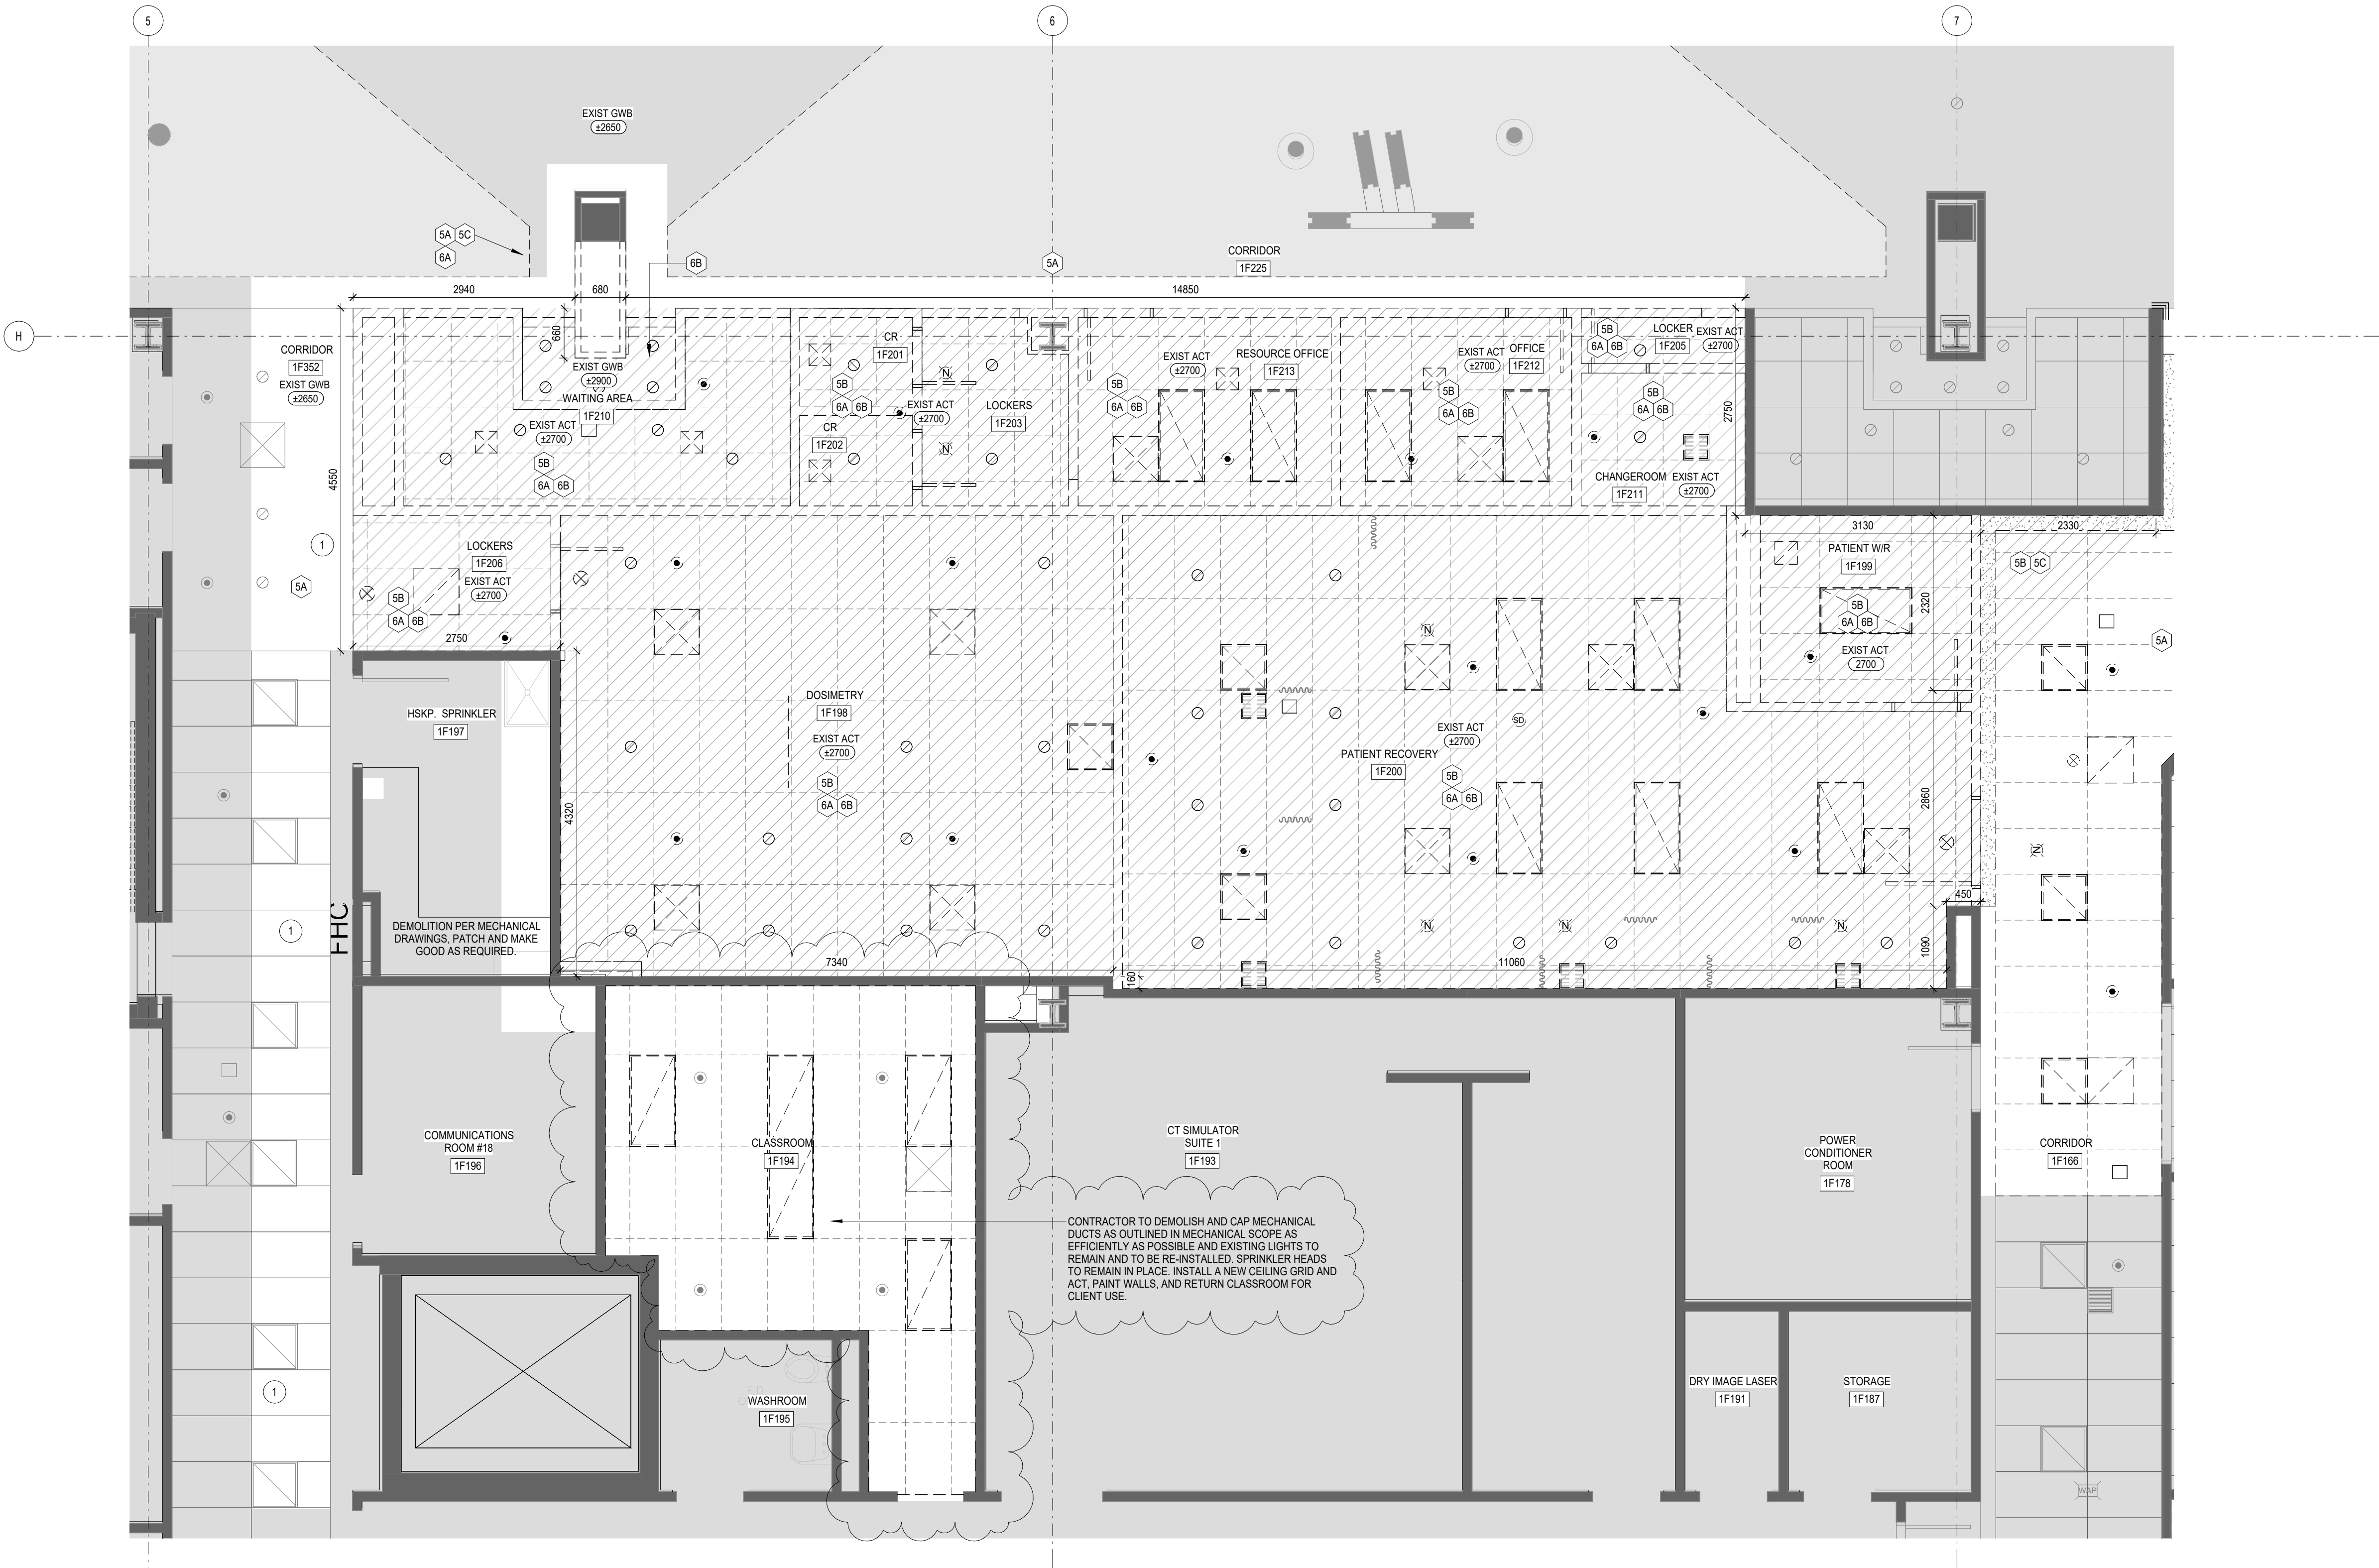 5
6
7
EXIST GWB
±2650
5A 5C
6A
6B
5A
CORRIDOR
1F225
2940
680
14850
H
660
CORRIDOR
1F352
EXIST GWB
±2650
EXIST GWB
±2900
WAITING AREA
1F210
EXIST ACT
±2700
5B
6A 6B
CR
1F201
5B
6A 6B
CR
1F202
EXIST ACT
±2700
N
LOCKERS
1F203
N
EXIST ACT
±2700
RESOURCE OFFICE
1F213
5B
6A 6B
EXIST ACT
±2700
OFFICE
1F212
5B
6A 6B
5B
6A 6B
LOCKER
1F205
EXIST ACT
±2700
5B
6A 6B
2750
CHANGEROOM
1F211
EXIST ACT
±2700
4550
1
5A
LOCKERS
1F206
EXIST ACT
±2700
5B
6A 6B
2750
3130
2330
PATIENT W/R
1F199
5B
6A 6B
EXIST ACT
2700
2320
5B 5C
5A
HSKP. SPRINKLER
1F197
DOSIMETRY
1F198
EXIST ACT
±2700
5B
6A 6B
4320
N
SD
EXIST ACT
±2700
PATIENT RECOVERY
1F200
5B
6A 6B
2860
N
450
1090
N
N
N
1
FHC
DEMOLITION PER MECHANICAL
DRAWINGS, PATCH AND MAKE
GOOD AS REQUIRED.
7340
160
11060
COMMUNICATIONS
ROOM #18
1F196
CLASSROOM
1F194
CT SIMULATOR
SUITE 1
1F193
POWER
CONDITIONER
ROOM
1F178
CORRIDOR
1F166
CONTRACTOR TO DEMOLISH AND CAP MECHANICAL
DUCTS AS OUTLINED IN MECHANICAL SCOPE AS
EFFICIENTLY AS POSSIBLE AND EXISTING LIGHTS TO
REMAIN AND TO BE RE-INSTALLED. SPRINKLER HEADS
TO REMAIN IN PLACE. INSTALL A NEW CEILING GRID AND
ACT, PAINT WALLS, AND RETURN CLASSROOM FOR
CLIENT USE.
1
WASHROOM
1F195
DRY IMAGE LASER
1F191
STORAGE
1F187
WAP